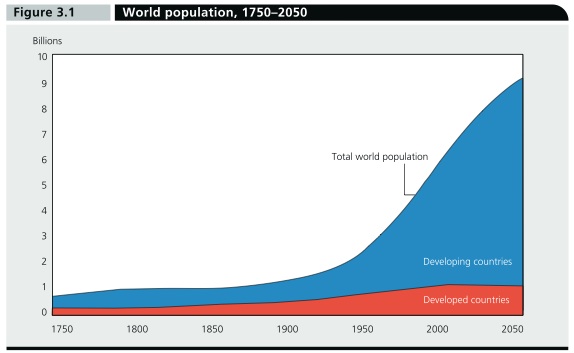 Figure 3.1
World population, 1750–2050
Billions
10
9
8
7
6
5
4
3
2
1
0
Total world population
Developing countries
Developed countries
1750 1800 1850 1900 1950 2000 2050